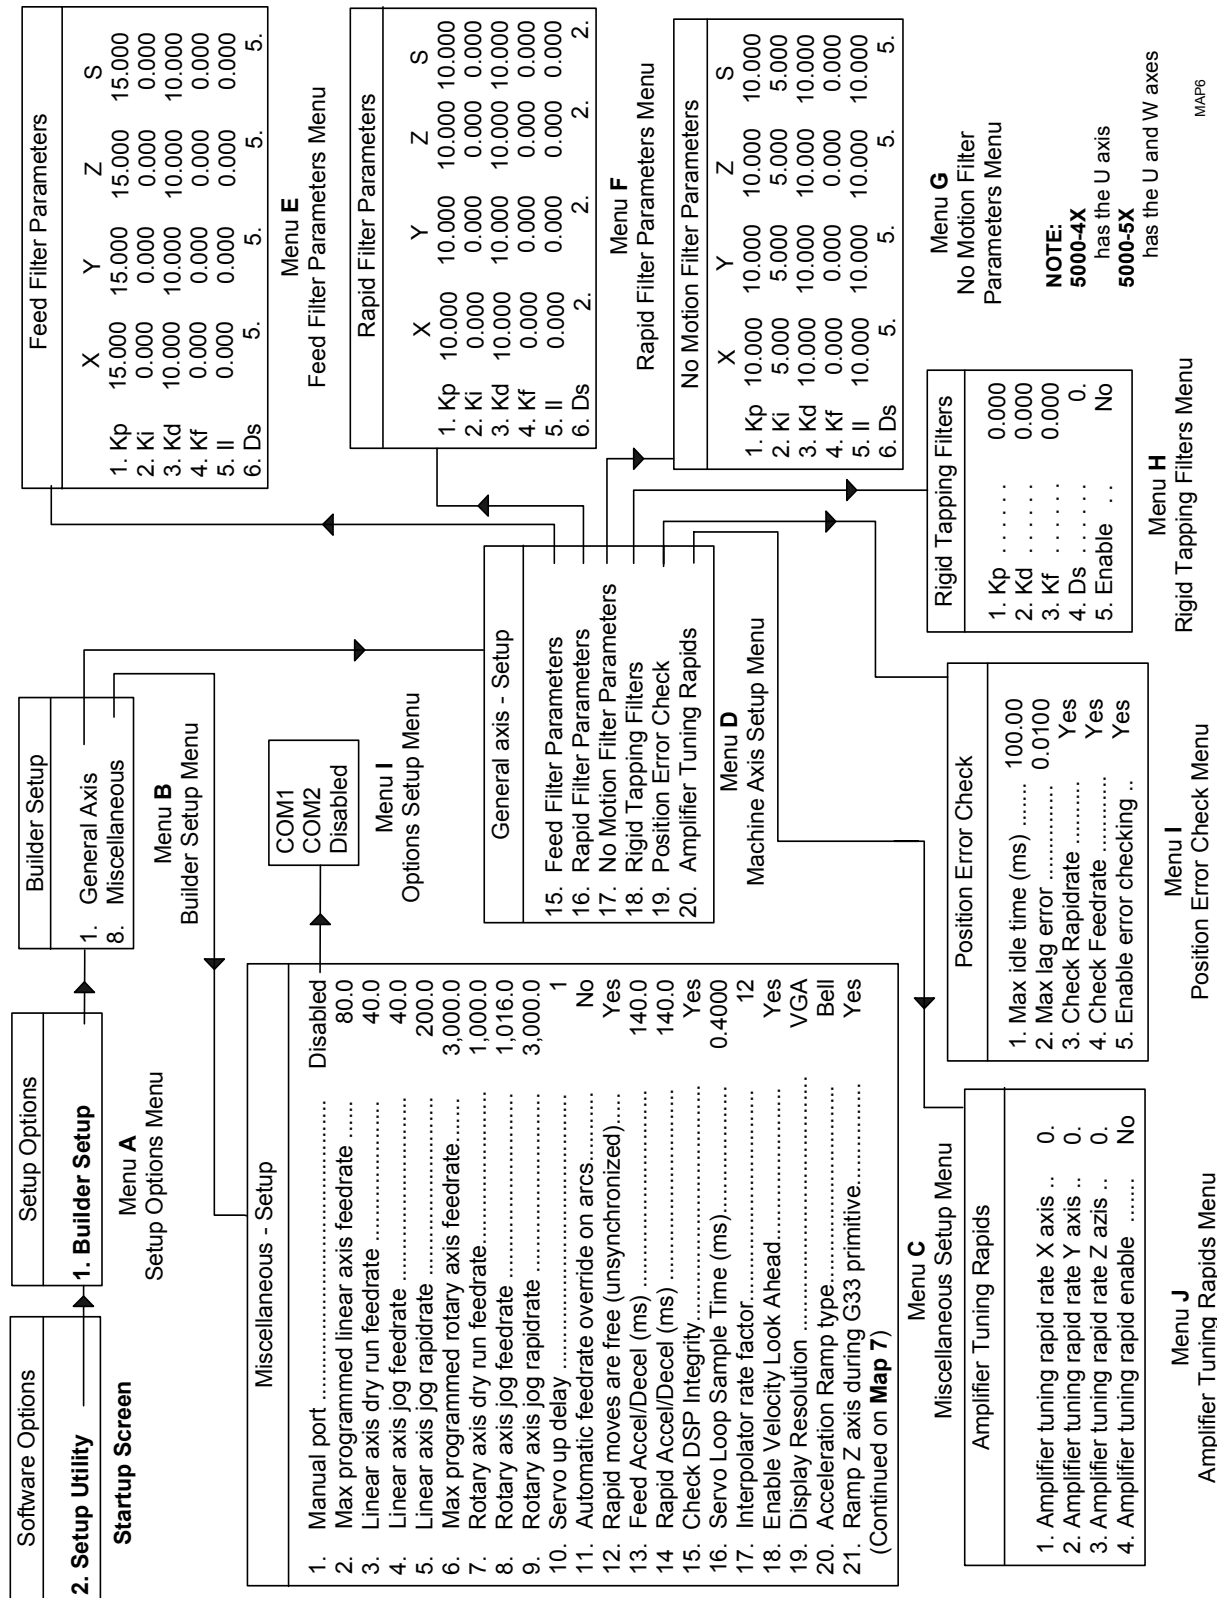 Software Options
2. Setup Utility
Startup Screen
Setup Options
1. Builder Setup
Menu A
Setup Options Menu
Builder Setup
1. General Axis
8. Miscellaneous
Menu B
Builder Setup Menu
Miscellaneous - Setup
1. Manual port ........ Disabled
2. Max programmed linear axis feedrate ........ 80.0
3. Linear axis dry run feedrate ........ 40.0
4. Linear axis jog feedrate ........ 40.0
5. Linear axis jog rapidrate ........ 200.0
6. Max programmed rotary axis feedrate ........ 3,000.0
7. Rotary axis dry run feedrate ........ 1,000.0
8. Rotary axis jog feedrate ........ 1,016.0
9. Rotary axis jog rapidrate ........ 3,000.0
10. Servo up delay ........ 1
11. Automatic feedrate override on arcs ........ No
12. Rapid moves are free (unsynchronized) ........ Yes
13. Feed Accel/Decel (ms) ........ 140.0
14 Rapid Accel/Decel (ms) ........ 140.0
15. Check DSP Integrity ........ Yes
16. Servo Loop Sample Time (ms) ........ 0.4000
17. Interpolator rate factor ........ 12
18. Enable Velocity Look Ahead ........ Yes
19. Display Resolution ........ VGA
20. Acceleration Ramp type ........ Bell
21. Ramp Z axis during G33 primitive ........ Yes
(Continued on Map 7)
Menu C
Miscellaneous Setup Menu
COM1
COM2
Disabled
Menu I
Options Setup Menu
General axis - Setup
15. Feed Filter Parameters
16. Rapid Filter Parameters
17. No Motion Filter Parameters
18. Rigid Tapping Filters
19. Position Error Check
20. Amplifier Tuning Rapids
Menu D
Machine Axis Setup Menu
Feed Filter Parameters
X Y Z S
1. Kp 15.000 15.000 15.000 15.000
2. Ki 0.000 0.000 0.000 0.000
3. Kd 10.000 10.000 10.000 10.000
4. Kf 0.000 0.000 0.000 0.000
5. Il 0.000 0.000 0.000 0.000
6. Ds 5. 5. 5. 5.
Menu E
Feed Filter Parameters Menu
Rapid Filter Parameters
X Y Z S
1. Kp 10.000 10.000 10.000 10.000
2. Ki 0.000 0.000 0.000 0.000
3. Kd 10.000 10.000 10.000 10.000
4. Kf 0.000 0.000 0.000 0.000
5. Il 0.000 0.000 0.000 0.000
6. Ds 2. 2. 2. 2.
Menu F
Rapid Filter Parameters Menu
No Motion Filter Parameters
X Y Z S
1. Kp 10.000 10.000 10.000 10.000
2. Ki 5.000 5.000 5.000 5.000
3. Kd 10.000 10.000 10.000 10.000
4. Kf 0.000 0.000 0.000 0.000
5. Il 10.000 10.000 10.000 10.000
6. Ds 5. 5. 5. 5.
Menu G
No Motion Filter
Parameters Menu
Rigid Tapping Filters
1. Kp . . . . . . 0.000
2. Kd . . . . . . 0.000
3. Kf . . . . . . 0.000
4. Ds . . . . . . 0.
5. Enable . . No
Menu H
Rigid Tapping Filters Menu
Position Error Check
1. Max idle time (ms) ........ 100.00
2. Max lag error ........ 0.0100
3. Check Rapidrate ........ Yes
4. Check Feedrate ........ Yes
5. Enable error checking .. Yes
Menu I
Position Error Check Menu
Amplifier Tuning Rapids
1. Amplifier tuning rapid rate X axis .. 0.
2. Amplifier tuning rapid rate Y axis .. 0.
3. Amplifier tuning rapid rate Z azis .. 0.
4. Amplifier tuning rapid enable ....... No
Menu J
Amplifier Tuning Rapids Menu
NOTE:
5000-4X
has the U axis
5000-5X
has the U and W axes
MAP6